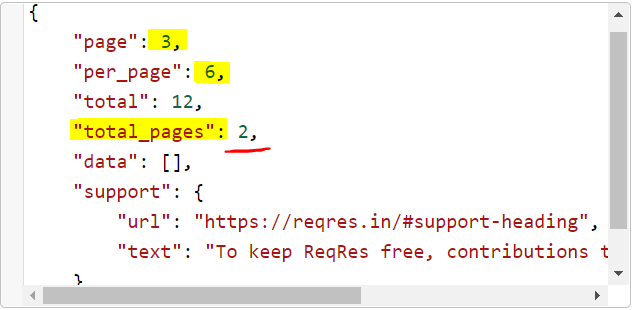 {
"page": 3,
"per_page": 6,
"total": 12,
"total_pages": 2,
"data": [],
"support": {
"url": "https://reqres.in/#support-heading",
"text": "To keep ReqRes free, contributions t
}